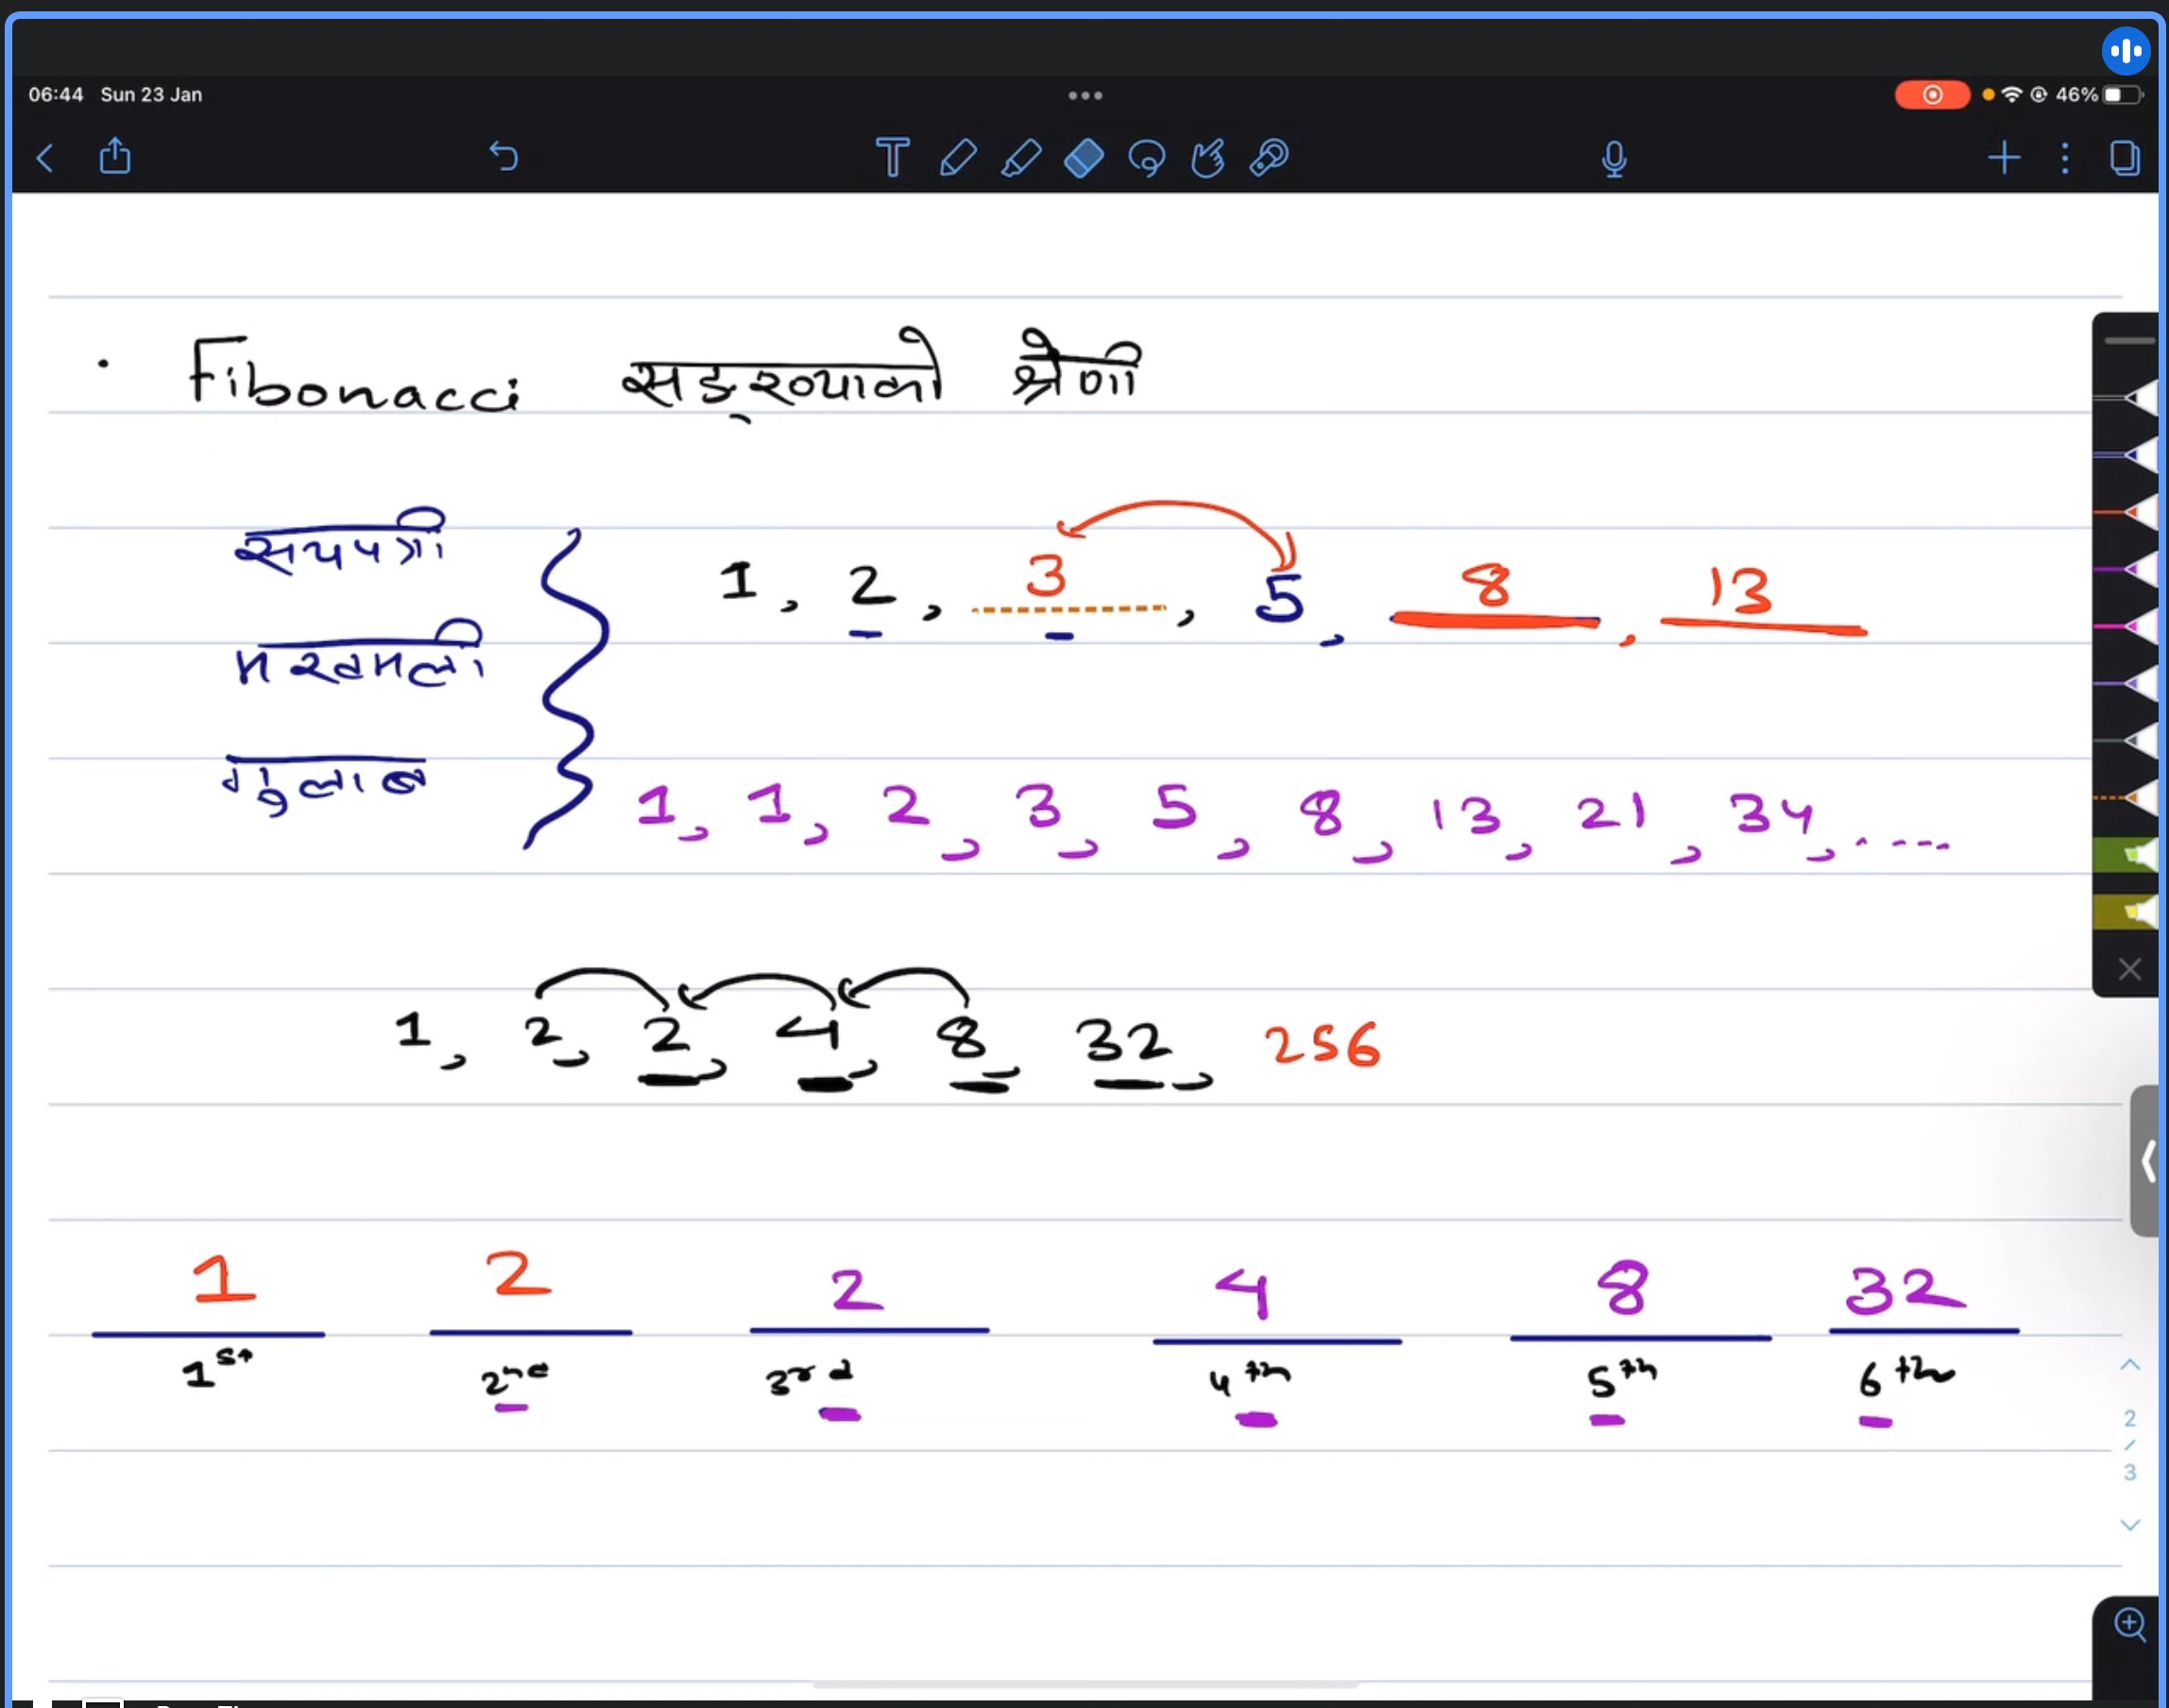 06:44 Sun 23 Jan
46%
· Fibonacci सङ्ख्याको श्रेणी
सयपत्री
मखमली
गुलाब
1, 2, 3, 5, 8, 13
1, 1, 2, 3, 5, 8, 13, 21, 34, ....
1, 2, 2, 4, 8, 32, 256
1 2 2 4 8 32
1st 2nd 3rd 4th 5th 6th
2
/
3